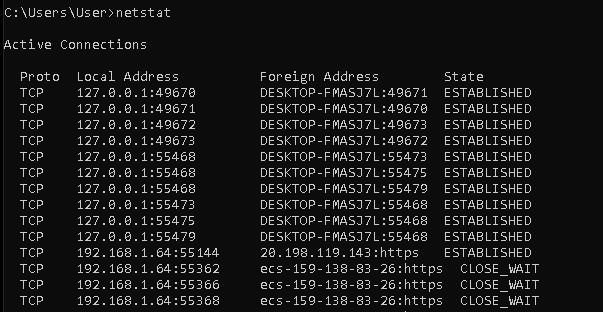 C:\Users\User>netstat
Active Connections
Proto  Local Address          Foreign Address        State
TCP    127.0.0.1:49670        DESKTOP-FMASJ7L:49671  ESTABLISHED
TCP    127.0.0.1:49671        DESKTOP-FMASJ7L:49670  ESTABLISHED
TCP    127.0.0.1:49672        DESKTOP-FMASJ7L:49673  ESTABLISHED
TCP    127.0.0.1:49673        DESKTOP-FMASJ7L:49672  ESTABLISHED
TCP    127.0.0.1:55468        DESKTOP-FMASJ7L:55473  ESTABLISHED
TCP    127.0.0.1:55468        DESKTOP-FMASJ7L:55475  ESTABLISHED
TCP    127.0.0.1:55468        DESKTOP-FMASJ7L:55479  ESTABLISHED
TCP    127.0.0.1:55473        DESKTOP-FMASJ7L:55468  ESTABLISHED
TCP    127.0.0.1:55475        DESKTOP-FMASJ7L:55468  ESTABLISHED
TCP    127.0.0.1:55479        DESKTOP-FMASJ7L:55468  ESTABLISHED
TCP    192.168.1.64:55144     20.198.119.143:https   ESTABLISHED
TCP    192.168.1.64:55362     ecs-159-138-83-26:https  CLOSE_WAIT
TCP    192.168.1.64:55366     ecs-159-138-83-26:https  CLOSE_WAIT
TCP    192.168.1.64:55368     ecs-159-138-83-26:https  CLOSE_WAIT